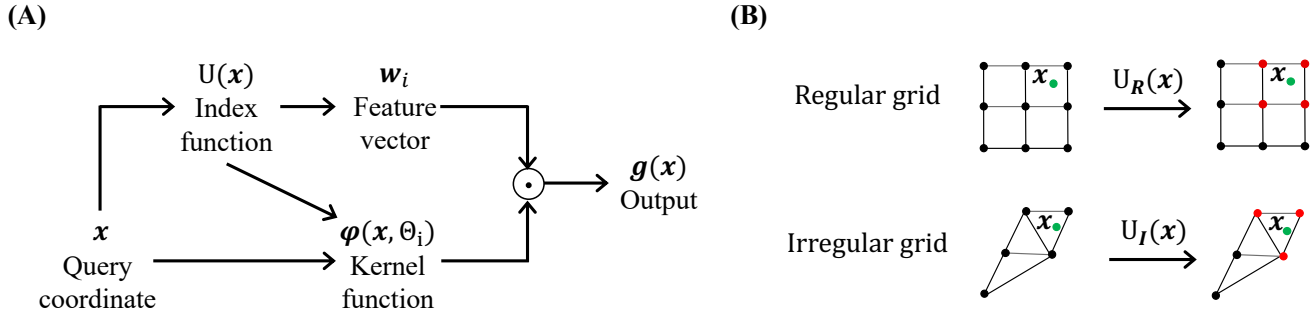 (A)
U(x)
Index
function
w_i
Feature
vector
g(x)
Output
x
Query
coordinate
φ(x, Θ_i)
Kernel
function
(B)
Regular grid
x
U_R(x)
x
Irregular grid
x
U_I(x)
x